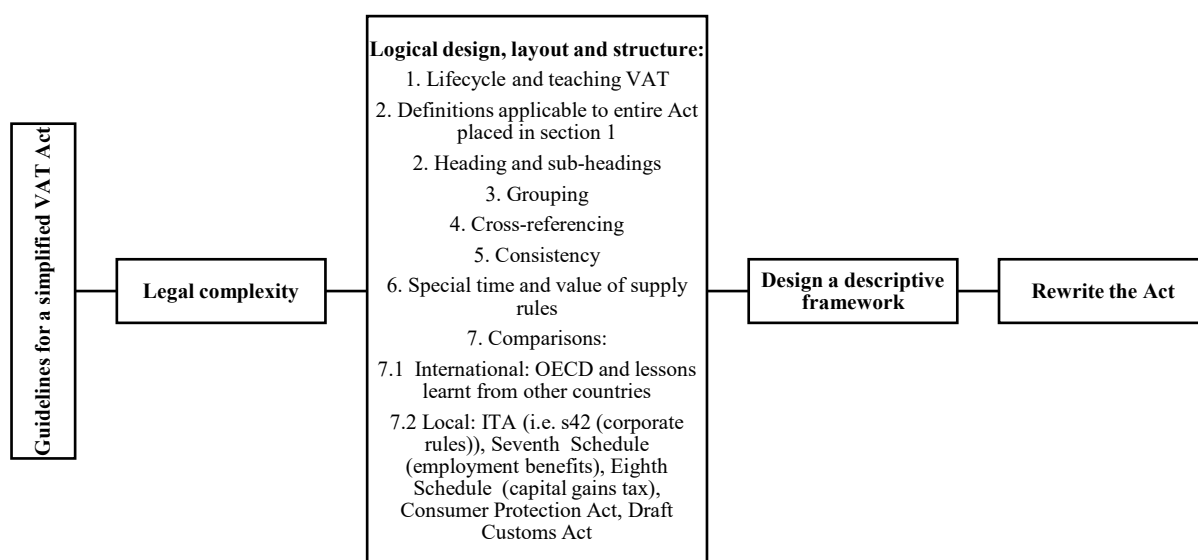 Guidelines for a simplified VAT Act
Legal complexity
Logical design, layout and structure:
1. Lifecycle and teaching VAT
2. Definitions applicable to entire Act
placed in section 1
2. Heading and sub-headings
3. Grouping
4. Cross-referencing
5. Consistency
6. Special time and value of supply
rules
7. Comparisons:
7.1 International: OECD and lessons
learnt from other countries
7.2 Local: ITA (i.e. s42 (corporate
rules)), Seventh Schedule
(employment benefits), Eighth
Schedule (capital gains tax),
Consumer Protection Act, Draft
Customs Act
Design a descriptive
framework
Rewrite the Act